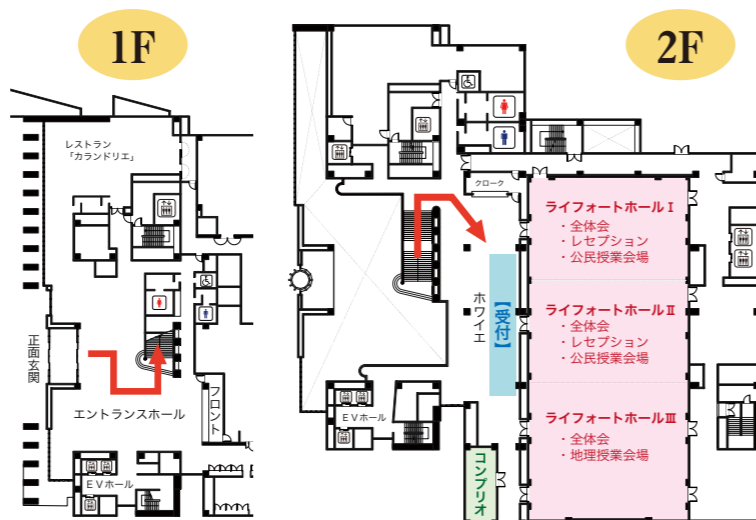 1F
レストラン
「カランドリエ」
正面玄関
エントランスホール
フロント
EVホール
2F
クローク
ホワイエ
【受付】
EVホール
コンプリオ
ライフォートホールⅠ
・全体会
・レセプション
・公民授業会場
ライフォートホールⅡ
・全体会
・レセプション
・公民授業会場
ライフォートホールⅢ
・全体会
・地理授業会場